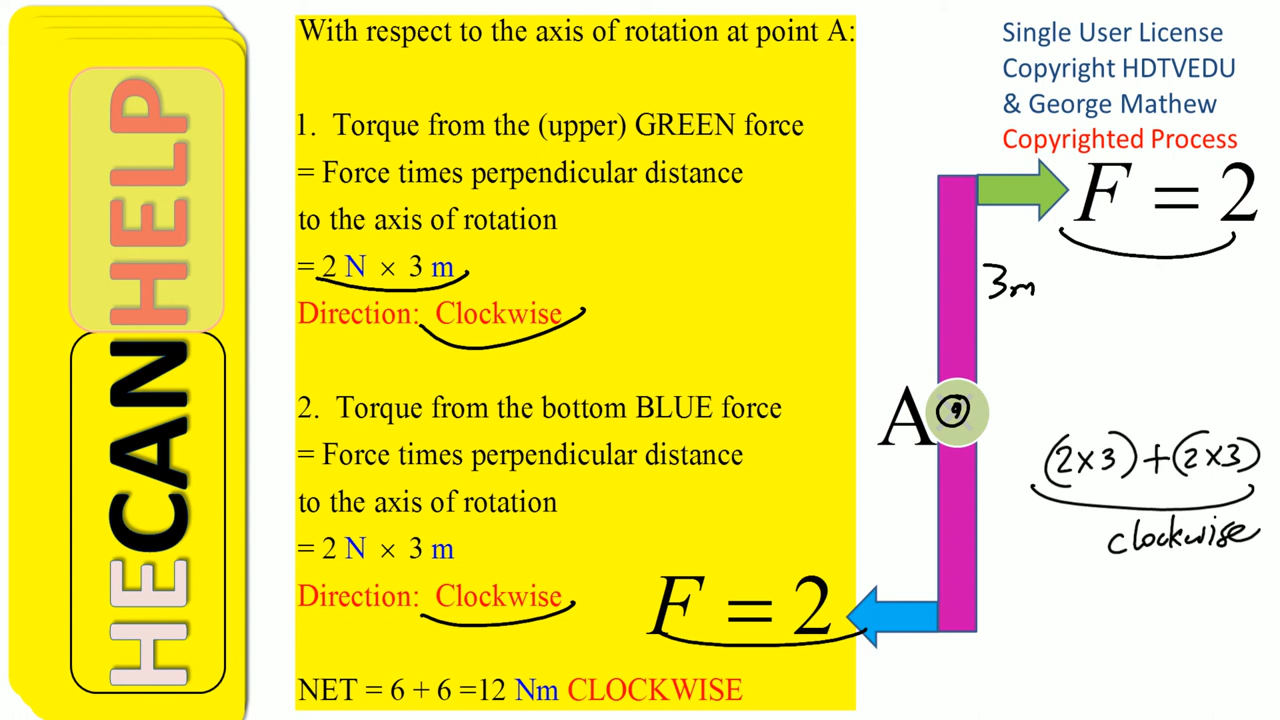 HECANHELP
With respect to the axis of rotation at point A:
1. Torque from the (upper) GREEN force
= Force times perpendicular distance
to the axis of rotation
= 2 N × 3 m
Direction: Clockwise
2. Torque from the bottom BLUE force
= Force times perpendicular distance
to the axis of rotation
= 2 N × 3 m
Direction: Clockwise
NET = 6 + 6 =12 Nm CLOCKWISE
F = 2
Single User License
Copyright HDTVEDU
& George Mathew
Copyrighted Process
F = 2
3m
A
(2×3)+(2×3)
clockwise